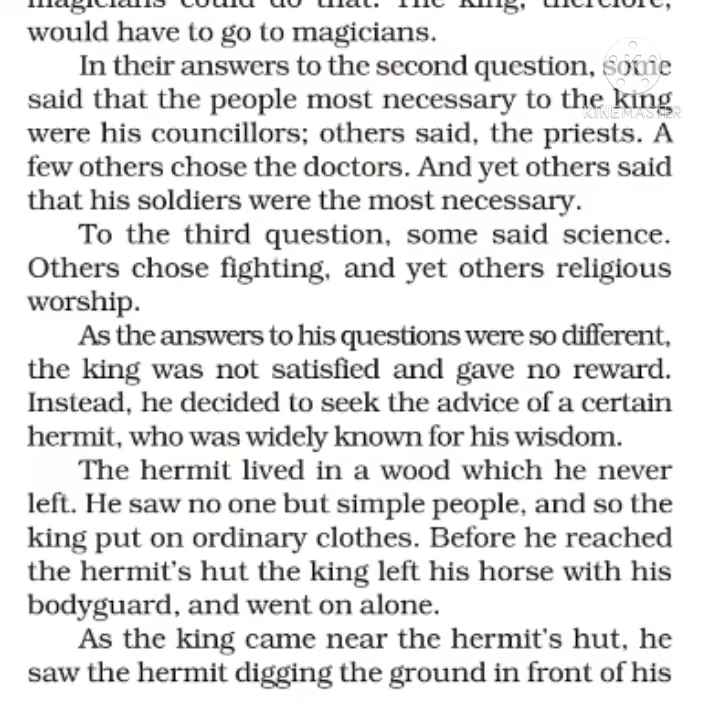 magicians could do that. The king, therefore,
would have to go to magicians.
In their answers to the second question, some
said that the people most necessary to the king
were his councillors; others said, the priests. A
few others chose the doctors. And yet others said
that his soldiers were the most necessary.
To the third question, some said science.
Others chose fighting, and yet others religious
worship.
As the answers to his questions were so different,
the king was not satisfied and gave no reward.
Instead, he decided to seek the advice of a certain
hermit, who was widely known for his wisdom.
The hermit lived in a wood which he never
left. He saw no one but simple people, and so the
king put on ordinary clothes. Before he reached
the hermit's hut the king left his horse with his
bodyguard, and went on alone.
As the king came near the hermit's hut, he
saw the hermit digging the ground in front of his
K
KINEMASTER